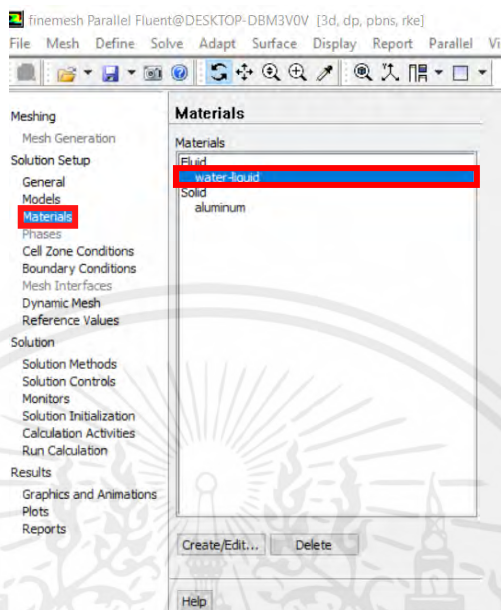 finemesh Parallel Fluent@DESKTOP-DBM3V0V [3d, dp, pbns, rke]
File Mesh Define Solve Adapt Surface Display Report Parallel Vi
Meshing
Mesh Generation
Solution Setup
General
Models
Materials
Phases
Cell Zone Conditions
Boundary Conditions
Mesh Interfaces
Dynamic Mesh
Reference Values
Solution
Solution Methods
Solution Controls
Monitors
Solution Initialization
Calculation Activities
Run Calculation
Results
Graphics and Animations
Plots
Reports
Materials
Materials
Fluid
water-liquid
Solid
aluminum
Create/Edit... Delete
Help